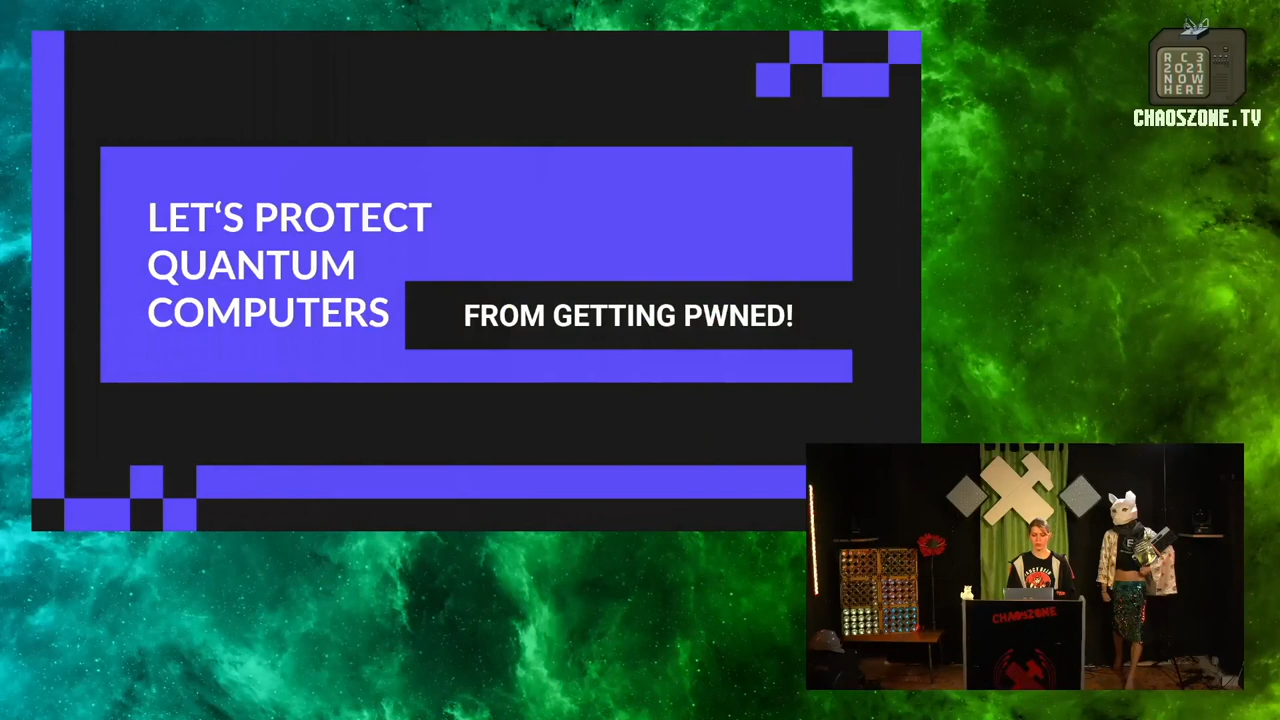 LET‘S PROTECT
QUANTUM
COMPUTERS
FROM GETTING PWNED!
RC3
2021
NOW
HERE
CHAOSZONE.TV
CHAOSZONE